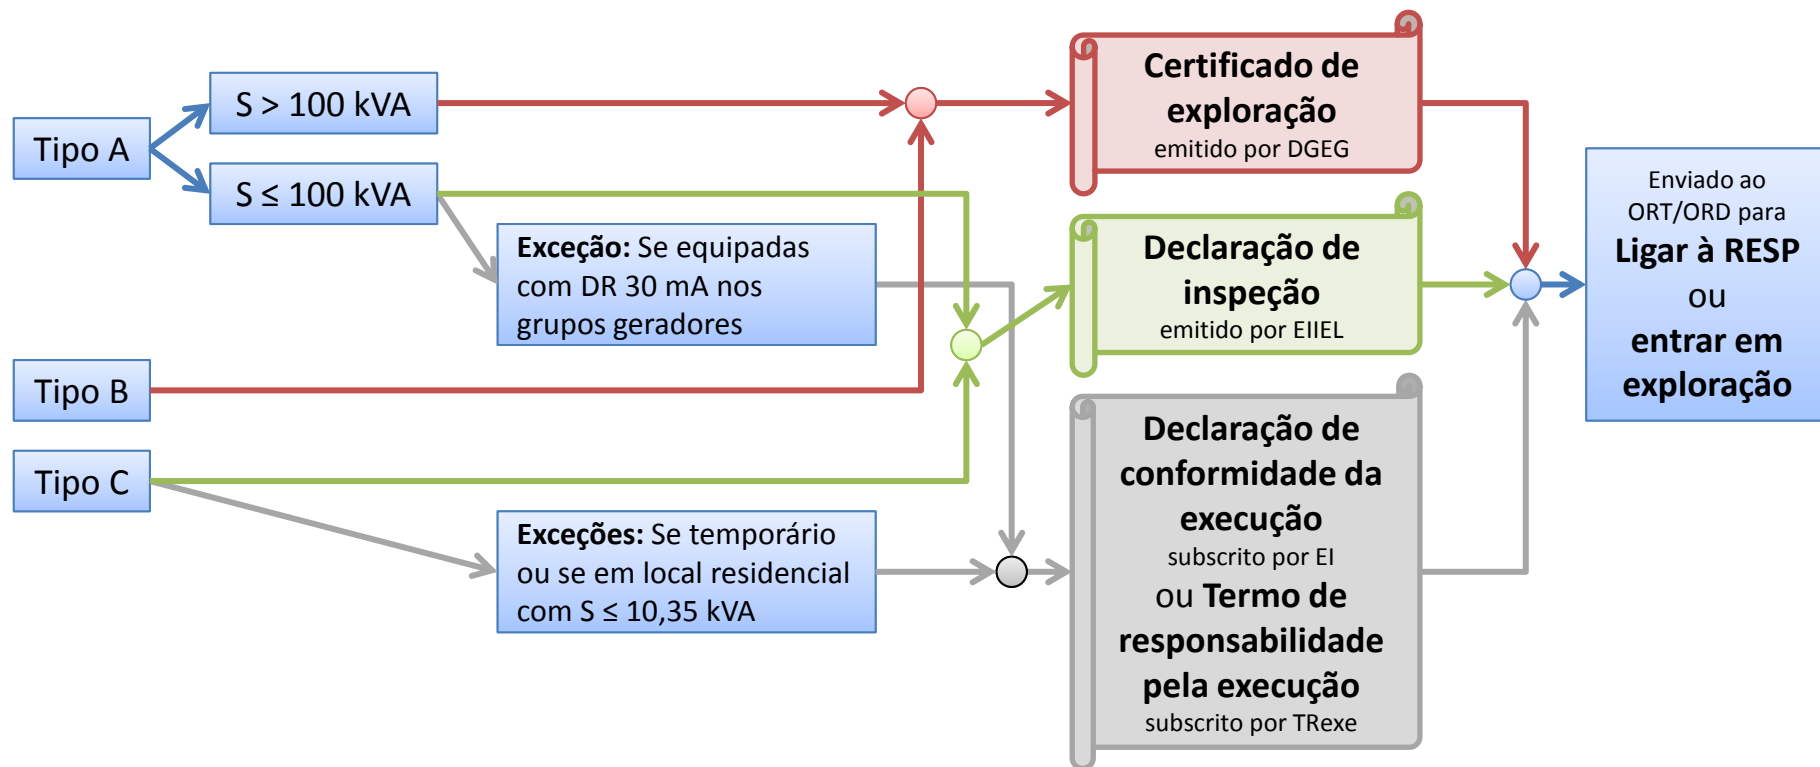 Tipo A
S > 100 kVA
S ≤ 100 kVA
Exceção: Se equipadas
com DR 30 mA nos
grupos geradores
Tipo B
Tipo C
Exceções: Se temporário
ou se em local residencial
com S ≤ 10,35 kVA
Certificado de
exploração
emitido por DGEG
Declaração de
inspeção
emitido por EIIEL
Declaração de
conformidade da
execução
subscrito por EI
ou Termo de
responsabilidade
pela execução
subscrito por TRexe
Enviado ao
ORT/ORD para
Ligar à RESP
ou
entrar em
exploração